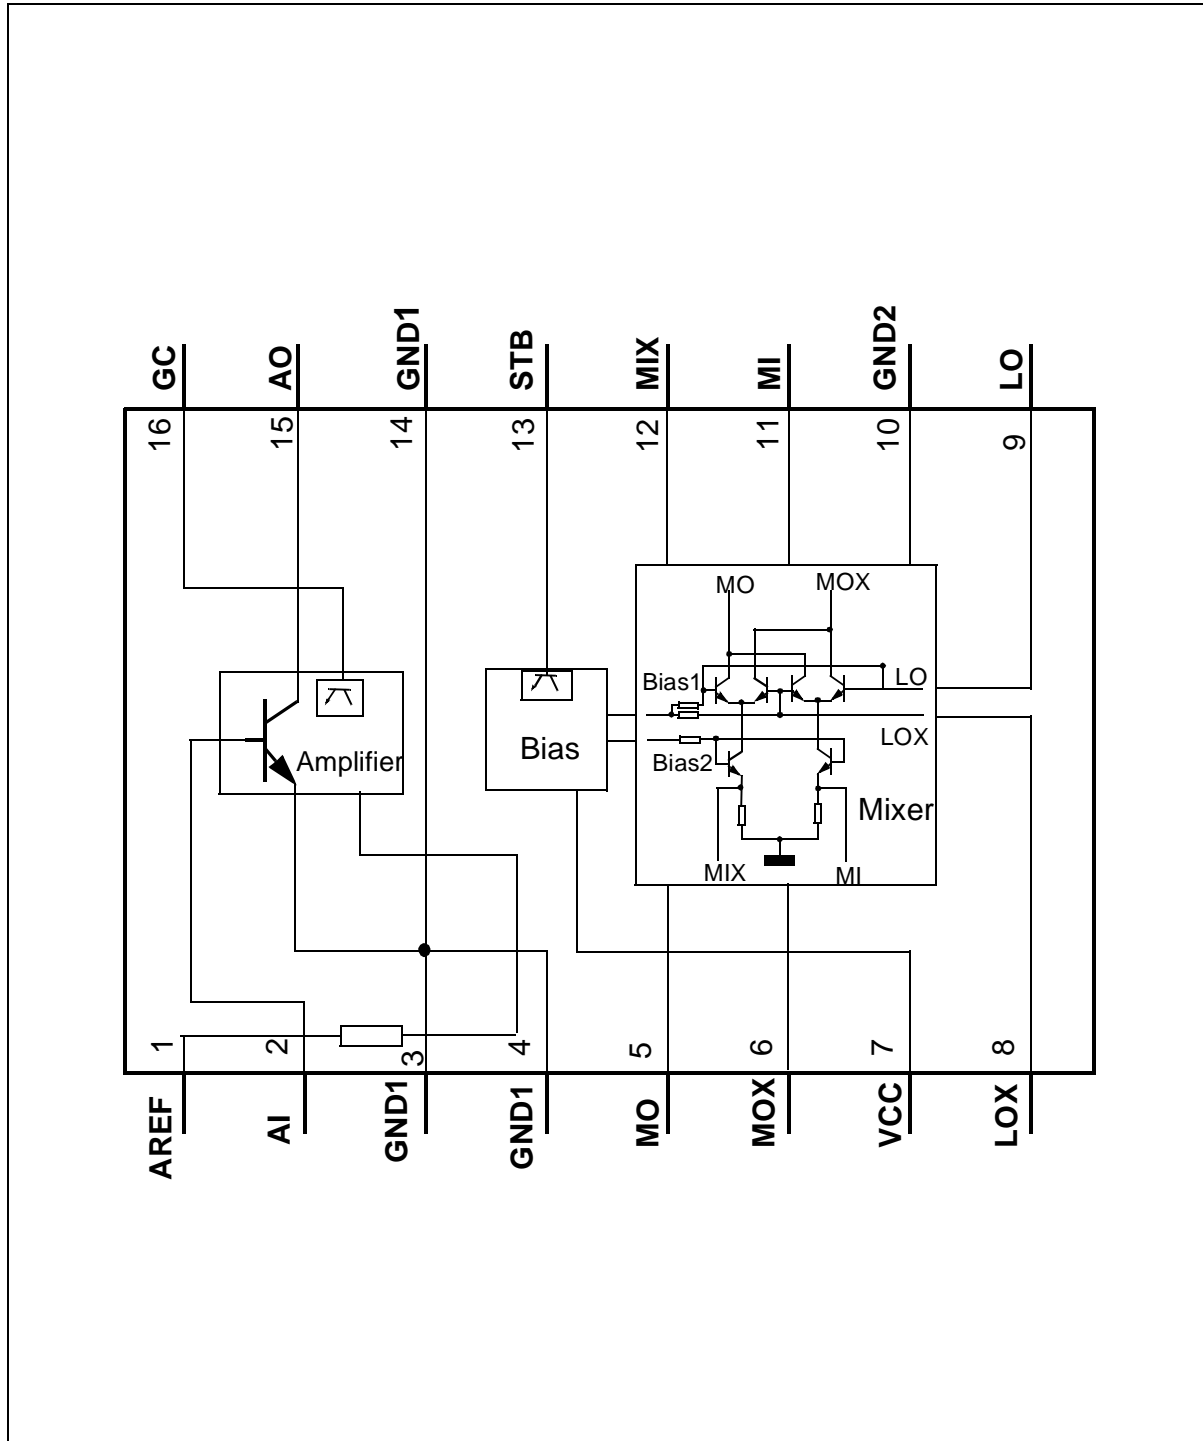 GC
AO
GND1
STB
MIX
MI
GND2
LO
16
15
14
13
12
11
10
9
MO
MOX
Bias1
LO
LOX
Bias2
Bias
Amplifier
Mixer
MIX
MI
1
2
3
4
5
6
7
8
AREF
AI
GND1
GND1
MO
MOX
VCC
LOX